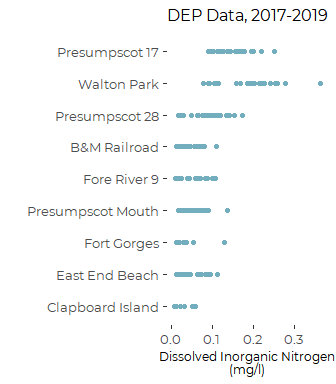 DEP Data, 2017-2019
Presumpscot 17
Walton Park
Presumpscot 28
B&M Railroad
Fore River 9
Presumpscot Mouth
Fort Gorges
East End Beach
Clapboard Island
0.0 0.1 0.2 0.3
Dissolved Inorganic Nitrogen
(mg/l)